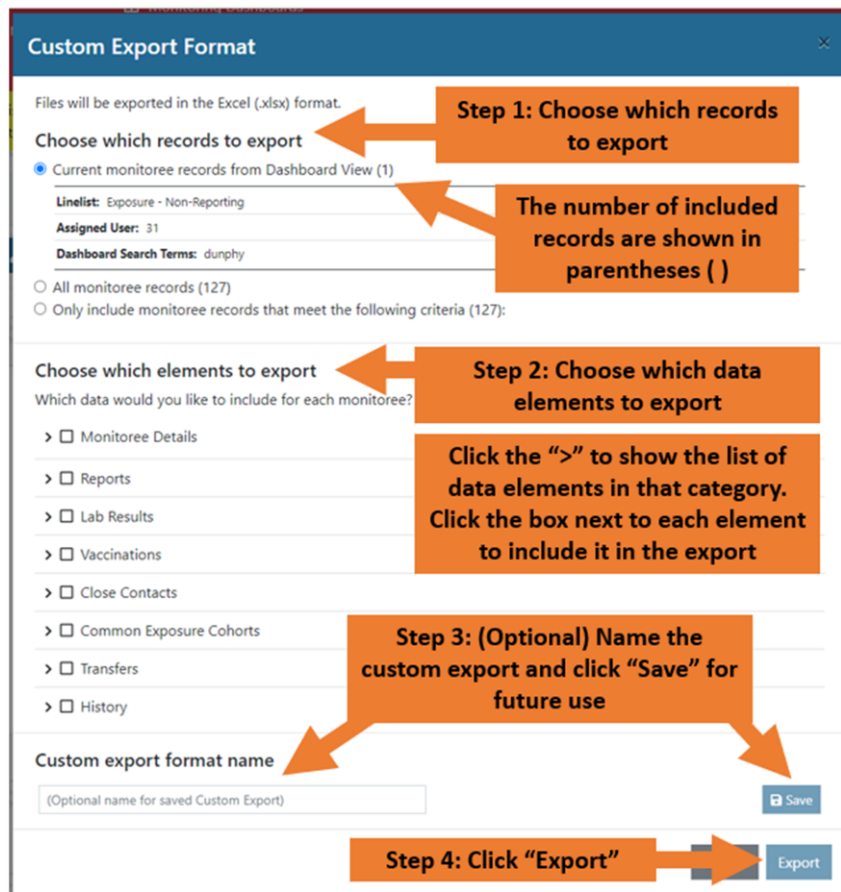 Monitoring Dashboards
Custom Export Format
×
Files will be exported in the Excel (.xlsx) format.
Step 1: Choose which records
to export
Choose which records to export
Current monitoree records from Dashboard View (1)
Linelist: Exposure - Non-Reporting
Assigned User: 31
Dashboard Search Terms: dunphy
The number of included
records are shown in
parentheses ( )
All monitoree records (127)
Only include monitoree records that meet the following criteria (127):
Choose which elements to export
Which data would you like to include for each monitoree?
Step 2: Choose which data
elements to export
> Monitoree Details
> Reports
> Lab Results
> Vaccinations
> Close Contacts
> Common Exposure Cohorts
> Transfers
> History
Click the “>” to show the list of
data elements in that category.
Click the box next to each element
to include it in the export
Step 3: (Optional) Name the
custom export and click “Save” for
future use
Custom export format name
(Optional name for saved Custom Export)
Save
Step 4: Click “Export”
Export